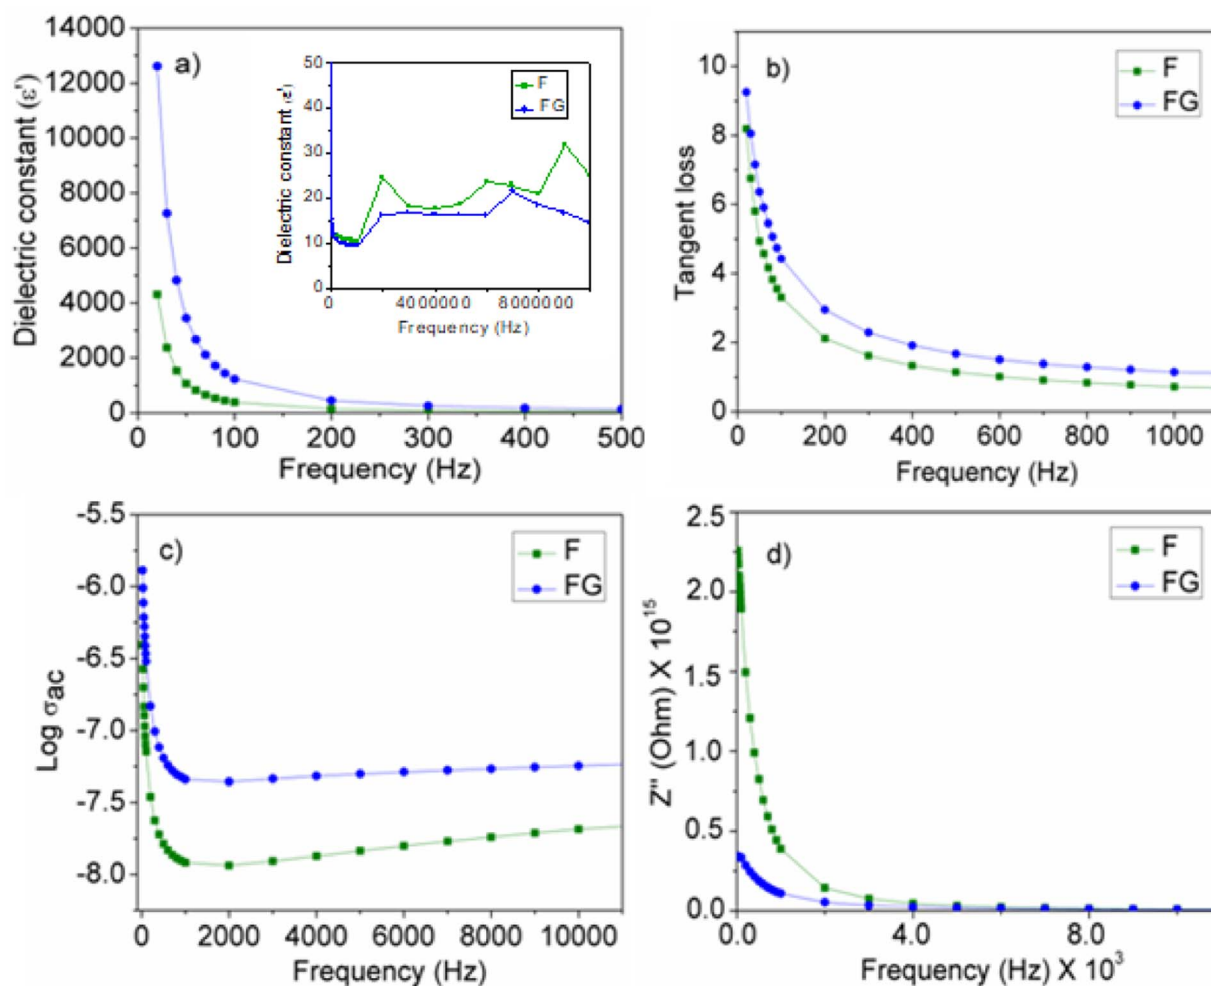 a)
Dielectric constant (ε')
14000
12000
10000
8000
6000
4000
2000
0
0 100 200 300 400 500
Frequency (Hz)
Dielectric constant (ε')
50
40
30
20
10
0
F
FG
0 4000000 8000000
Frequency (Hz)
b)
Tangent loss
10
8
6
4
2
0
F
FG
0 200 400 600 800 1000
Frequency (Hz)
c)
Log σac
-5.5
-6.0
-6.5
-7.0
-7.5
-8.0
F
FG
0 2000 4000 6000 8000 10000
Frequency (Hz)
d)
Z'' (Ohm) X 10¹⁵
2.5
2.0
1.5
1.0
0.5
0.0
F
FG
0.0 4.0 8.0
Frequency (Hz) X 10³